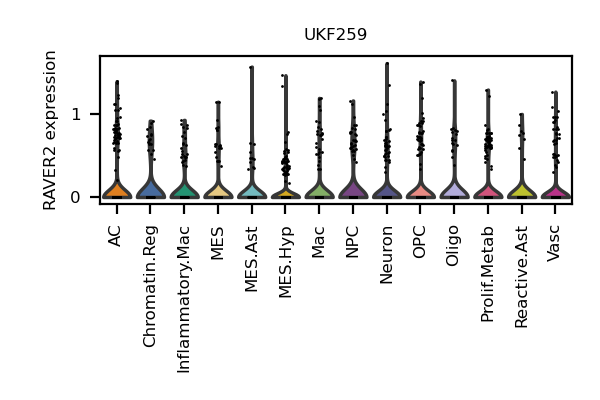 UKF259
RAVER2 expression
1
0
AC
Chromatin.Reg
Inflammatory.Mac
MES
MES.Ast
MES.Hyp
Mac
NPC
Neuron
OPC
Oligo
Prolif.Metab
Reactive.Ast
Vasc